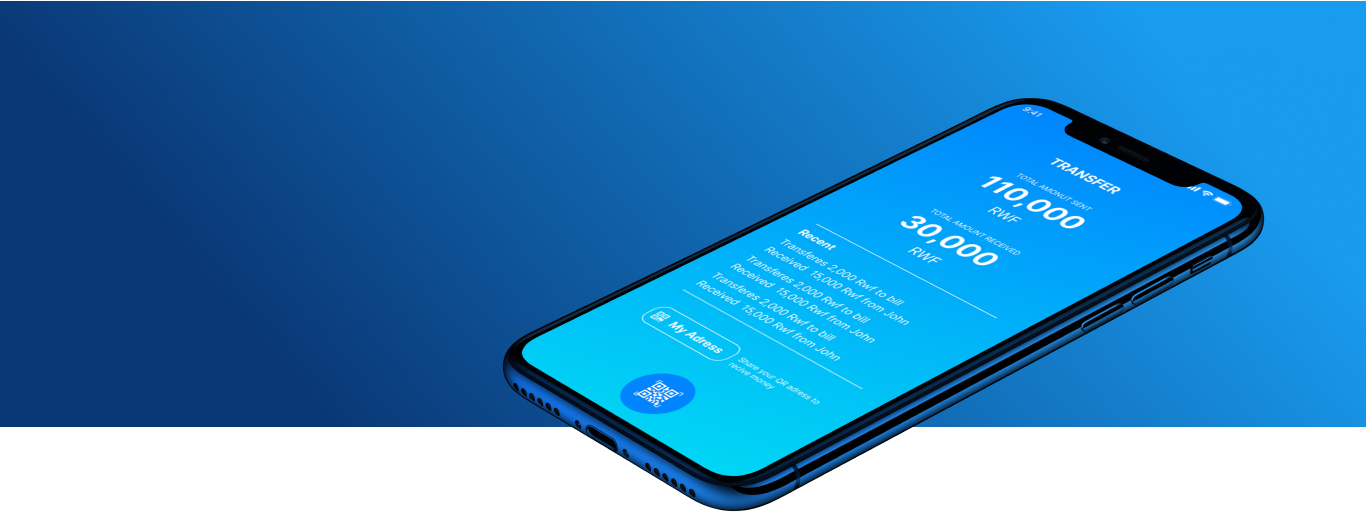 9:41
TRANSFER
TOTAL AMONUT SENT
110,000
RWF
TOTAL AMOUNT RECEIVED
30,000
RWF
Recent
Transferes 2,000 Rwf to bill
Received 15,000 Rwf from John
Transferes 2,000 Rwf to bill
Received 15,000 Rwf from John
Transferes 2,000 Rwf to bill
Received 15,000 Rwf from John
My Adress
Share your QR adress to
recive money